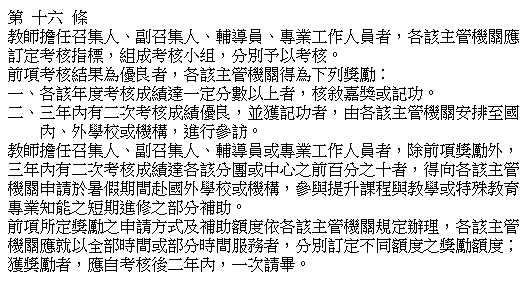 第 十六 條
教師擔任召集人、副召集人、輔導員、專業工作人員者，各該主管機關應
訂定考核指標，組成考核小組，分別予以考核。
前項考核結果為優良者，各該主管機關得為下列獎勵：
一、各該年度考核成績達一定分數以上者，核敘嘉獎或記功。
二、三年內有二次考核成績優良，並獲記功者，由各該主管機關安排至國
內、外學校或機構，進行參訪。
教師擔任召集人、副召集人、輔導員或專業工作人員者，除前項獎勵外，
三年內有二次考核成績達各該分團或中心之前百分之十者，得向各該主管
機關申請於暑假期間赴國外學校或機構，參與提升課程與教學或特殊教育
專業知能之短期進修之部分補助。
前項所定獎勵之申請方式及補助額度依各該主管機關規定辦理，各該主管
機關應就以全部時間或部分時間服務者，分別訂定不同額度之獎勵額度；
獲獎勵者，應自考核後二年內，一次請畢。